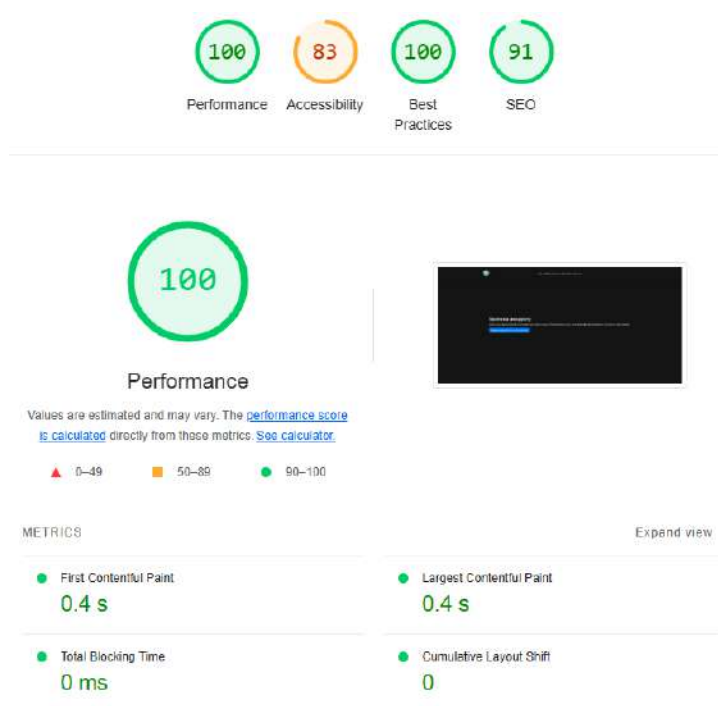 100
83
100
91
Performance
Accessibility
Best
Practices
SEO
100
Performance
Values are estimated and may vary. The performance score
is calculated directly from these metrics. See calculator.
0–49
50–89
90–100
METRICS
Expand view
First Contentful Paint
0.4 s
Largest Contentful Paint
0.4 s
Total Blocking Time
0 ms
Cumulative Layout Shift
0